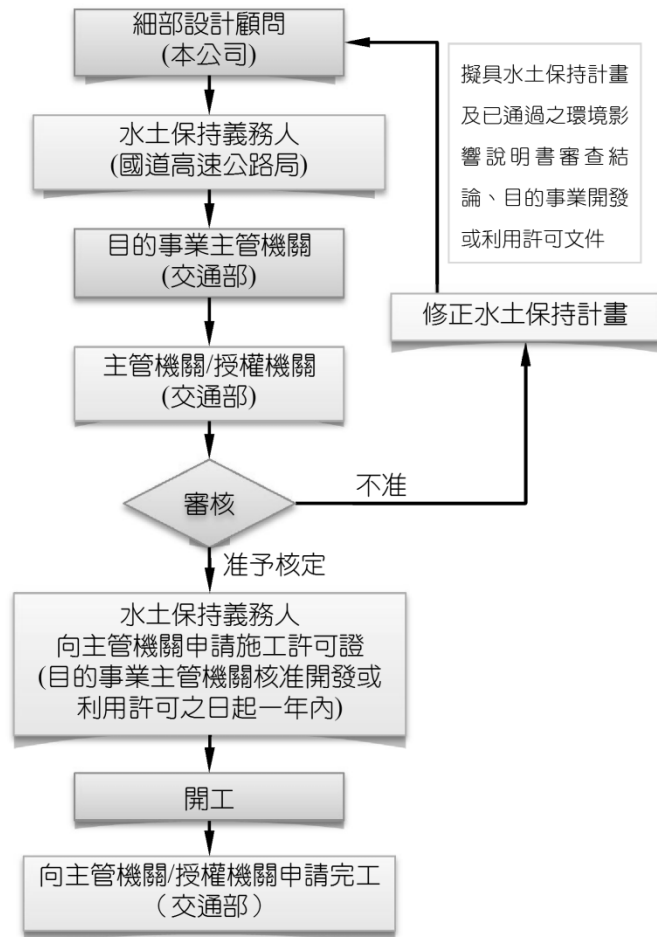 細部設計顧問
(本公司)
水土保持義務人
(國道高速公路局)
目的事業主管機關
(交通部)
主管機關/授權機關
(交通部)
審核
不准
修正水土保持計畫
擬具水土保持計畫
及已通過之環境影
響說明書審查結
論、目的事業開發
或利用許可文件
准予核定
水土保持義務人
向主管機關申請施工許可證
(目的事業主管機關核准開發或
利用許可之日起一年內)
開工
向主管機關/授權機關申請完工
（交通部）